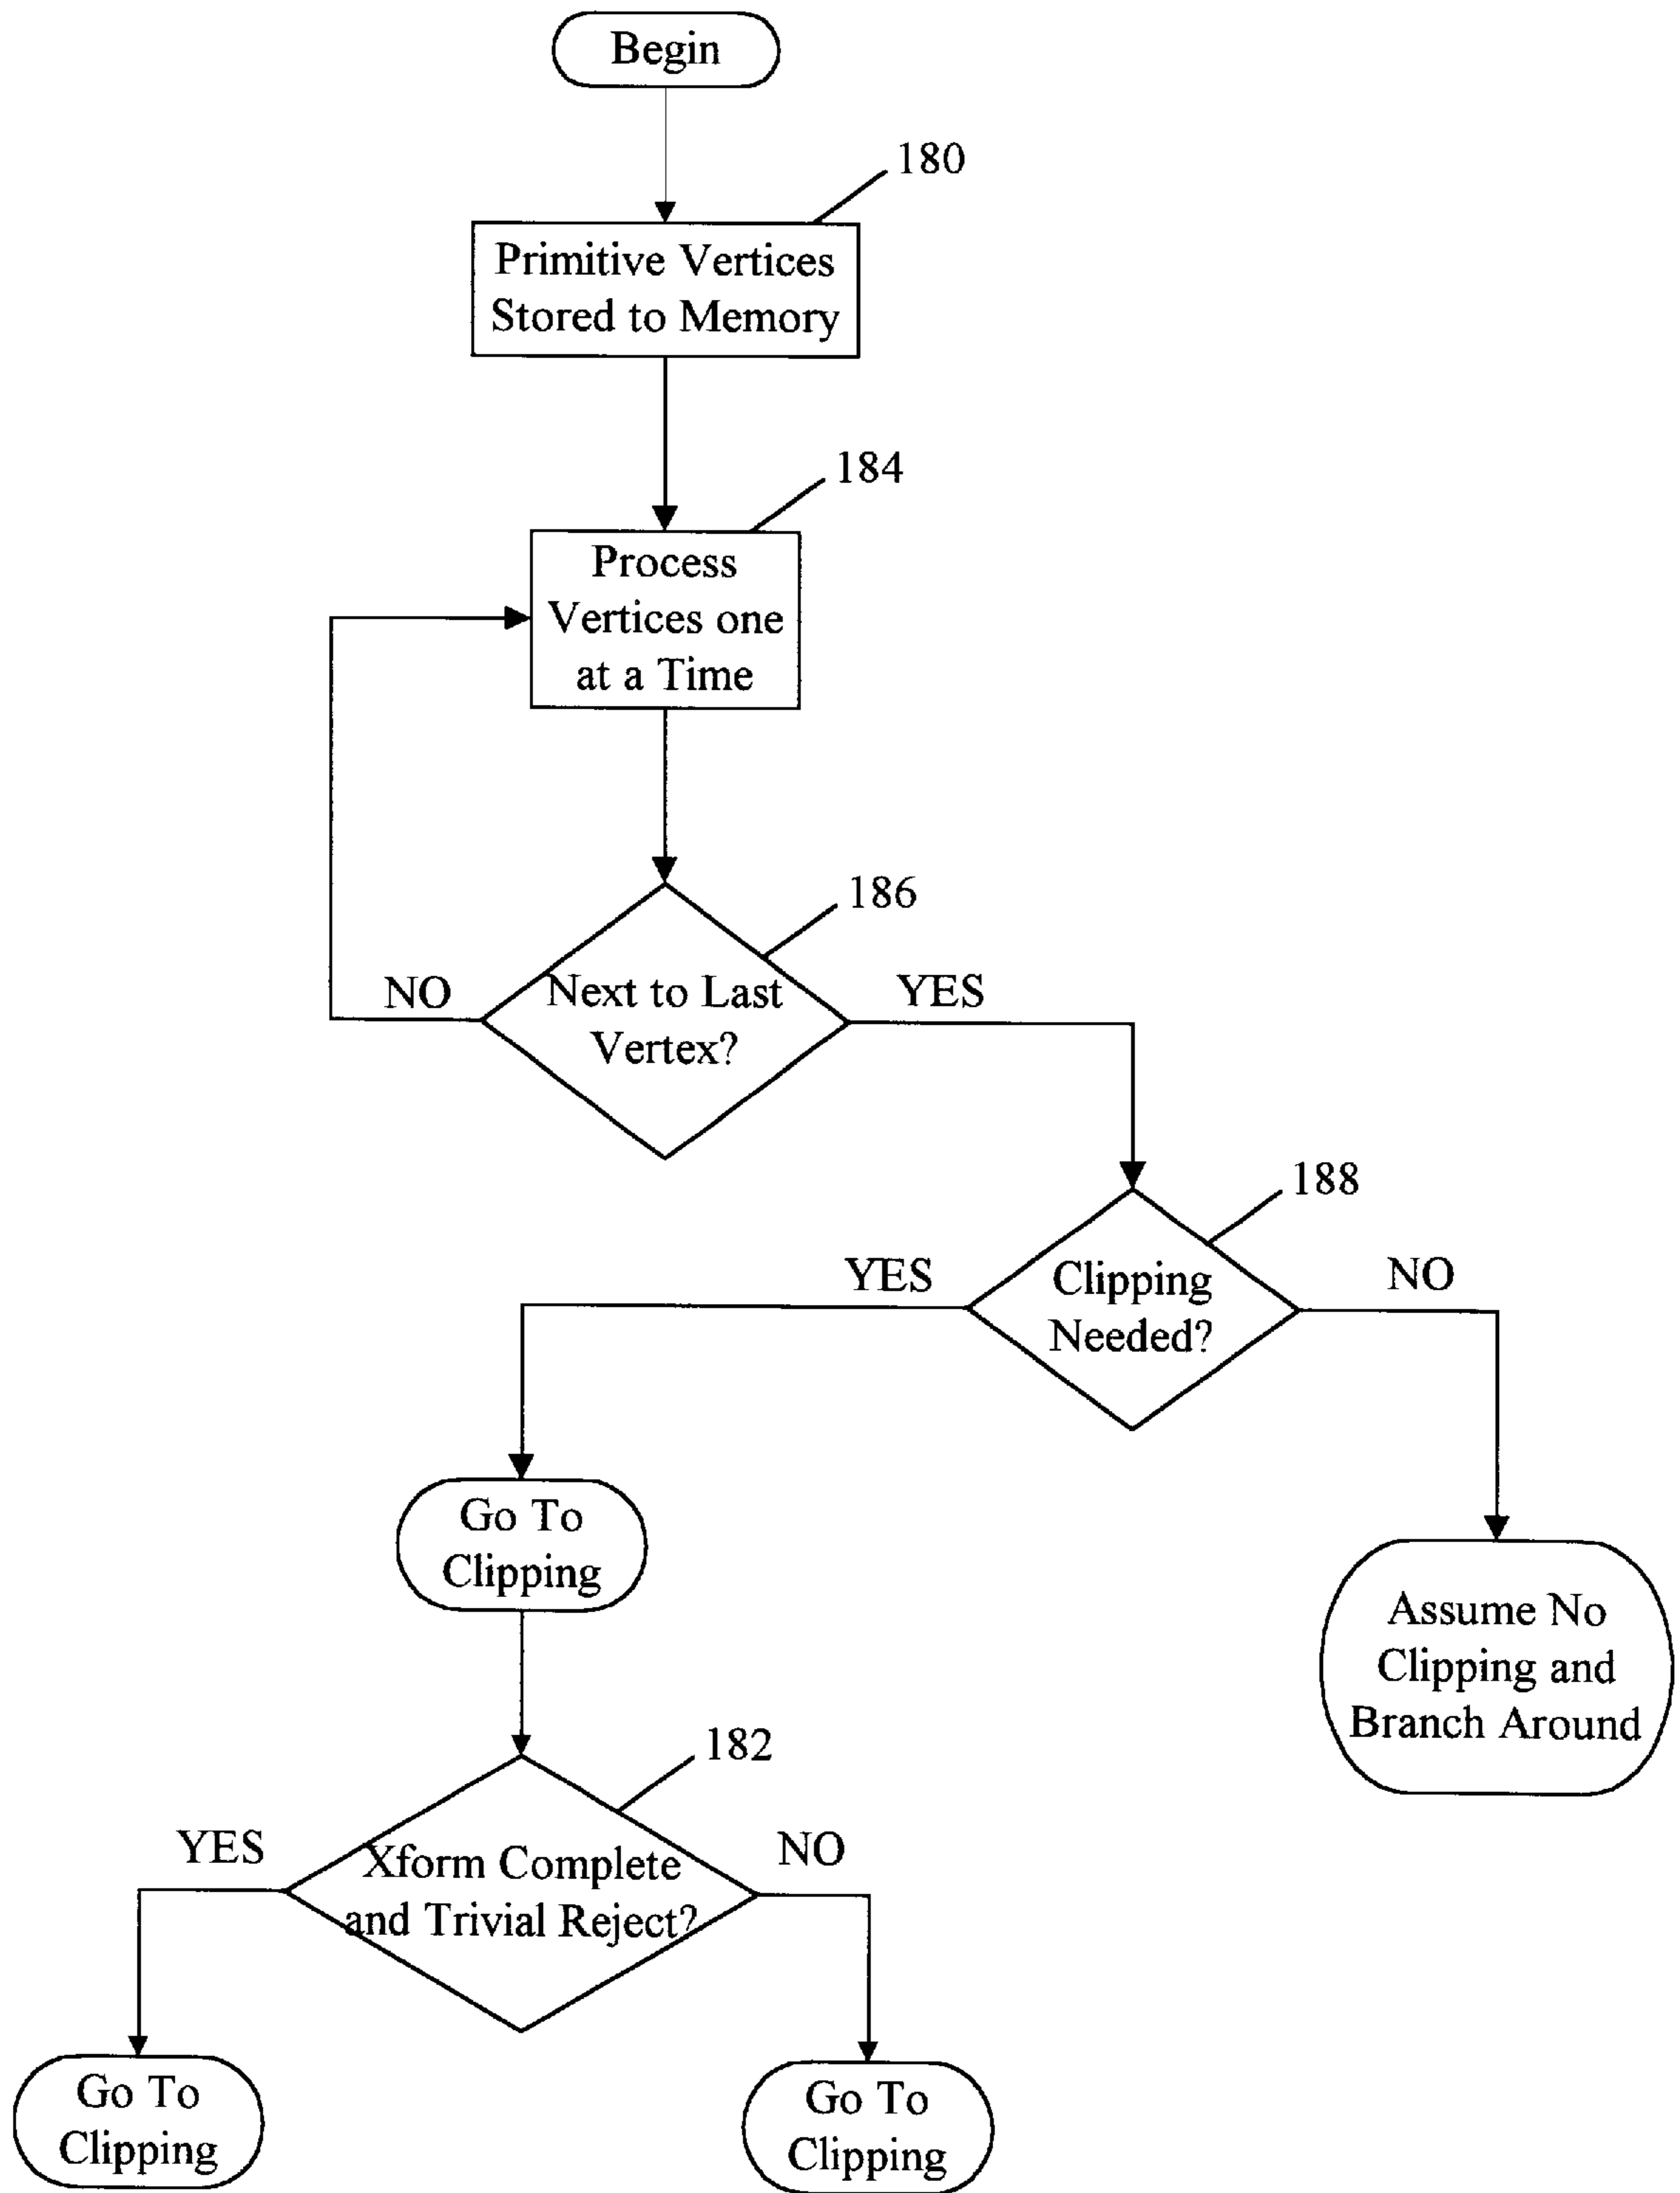 Begin
180
Primitive Vertices
Stored to Memory
184
Process
Vertices one
at a Time
186
NO
Next to Last
Vertex?
YES
188
YES
Clipping
Needed?
NO
Go To
Clipping
Assume No
Clipping and
Branch Around
182
YES
Xform Complete
and Trivial Reject?
NO
Go To
Clipping
Go To
Clipping